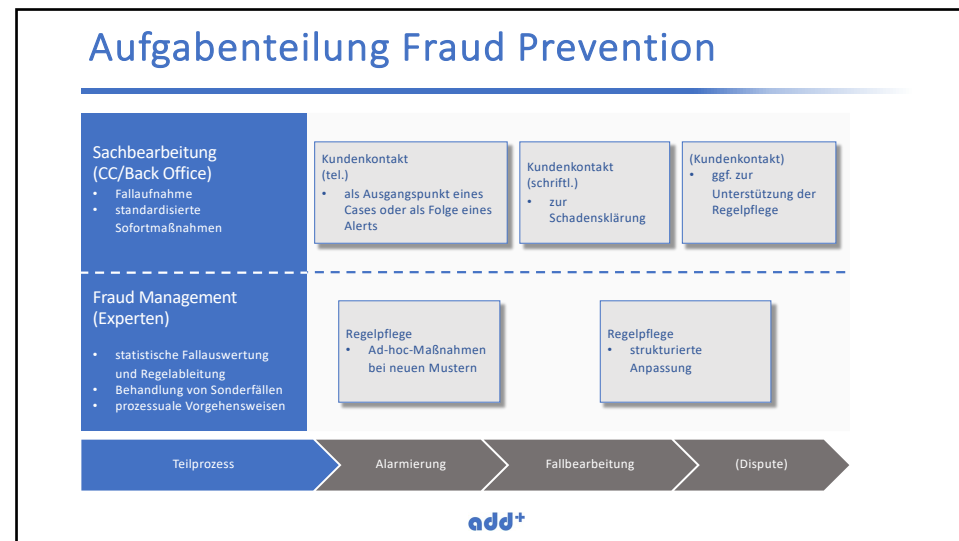 Aufgabenteilung Fraud Prevention
Sachbearbeitung
(CC/Back Office)
• Fallaufnahme
• standardisierte
Sofortmaßnahmen
Kundenkontakt
(tel.)
• als Ausgangspunkt eines
Cases oder als Folge eines
Alerts
Kundenkontakt
(schriftl.)
• zur
Schadensklärung
(Kundenkontakt)
• ggf. zur
Unterstützung der
Regelpflege
Fraud Management
(Experten)
• statistische Fallauswertung
und Regelableitung
• Behandlung von Sonderfällen
• prozessuale Vorgehensweisen
Regelpflege
• Ad-hoc-Maßnahmen
bei neuen Mustern
Regelpflege
• strukturierte
Anpassung
Teilprozess
Alarmierung
Fallbearbeitung
(Dispute)
add+